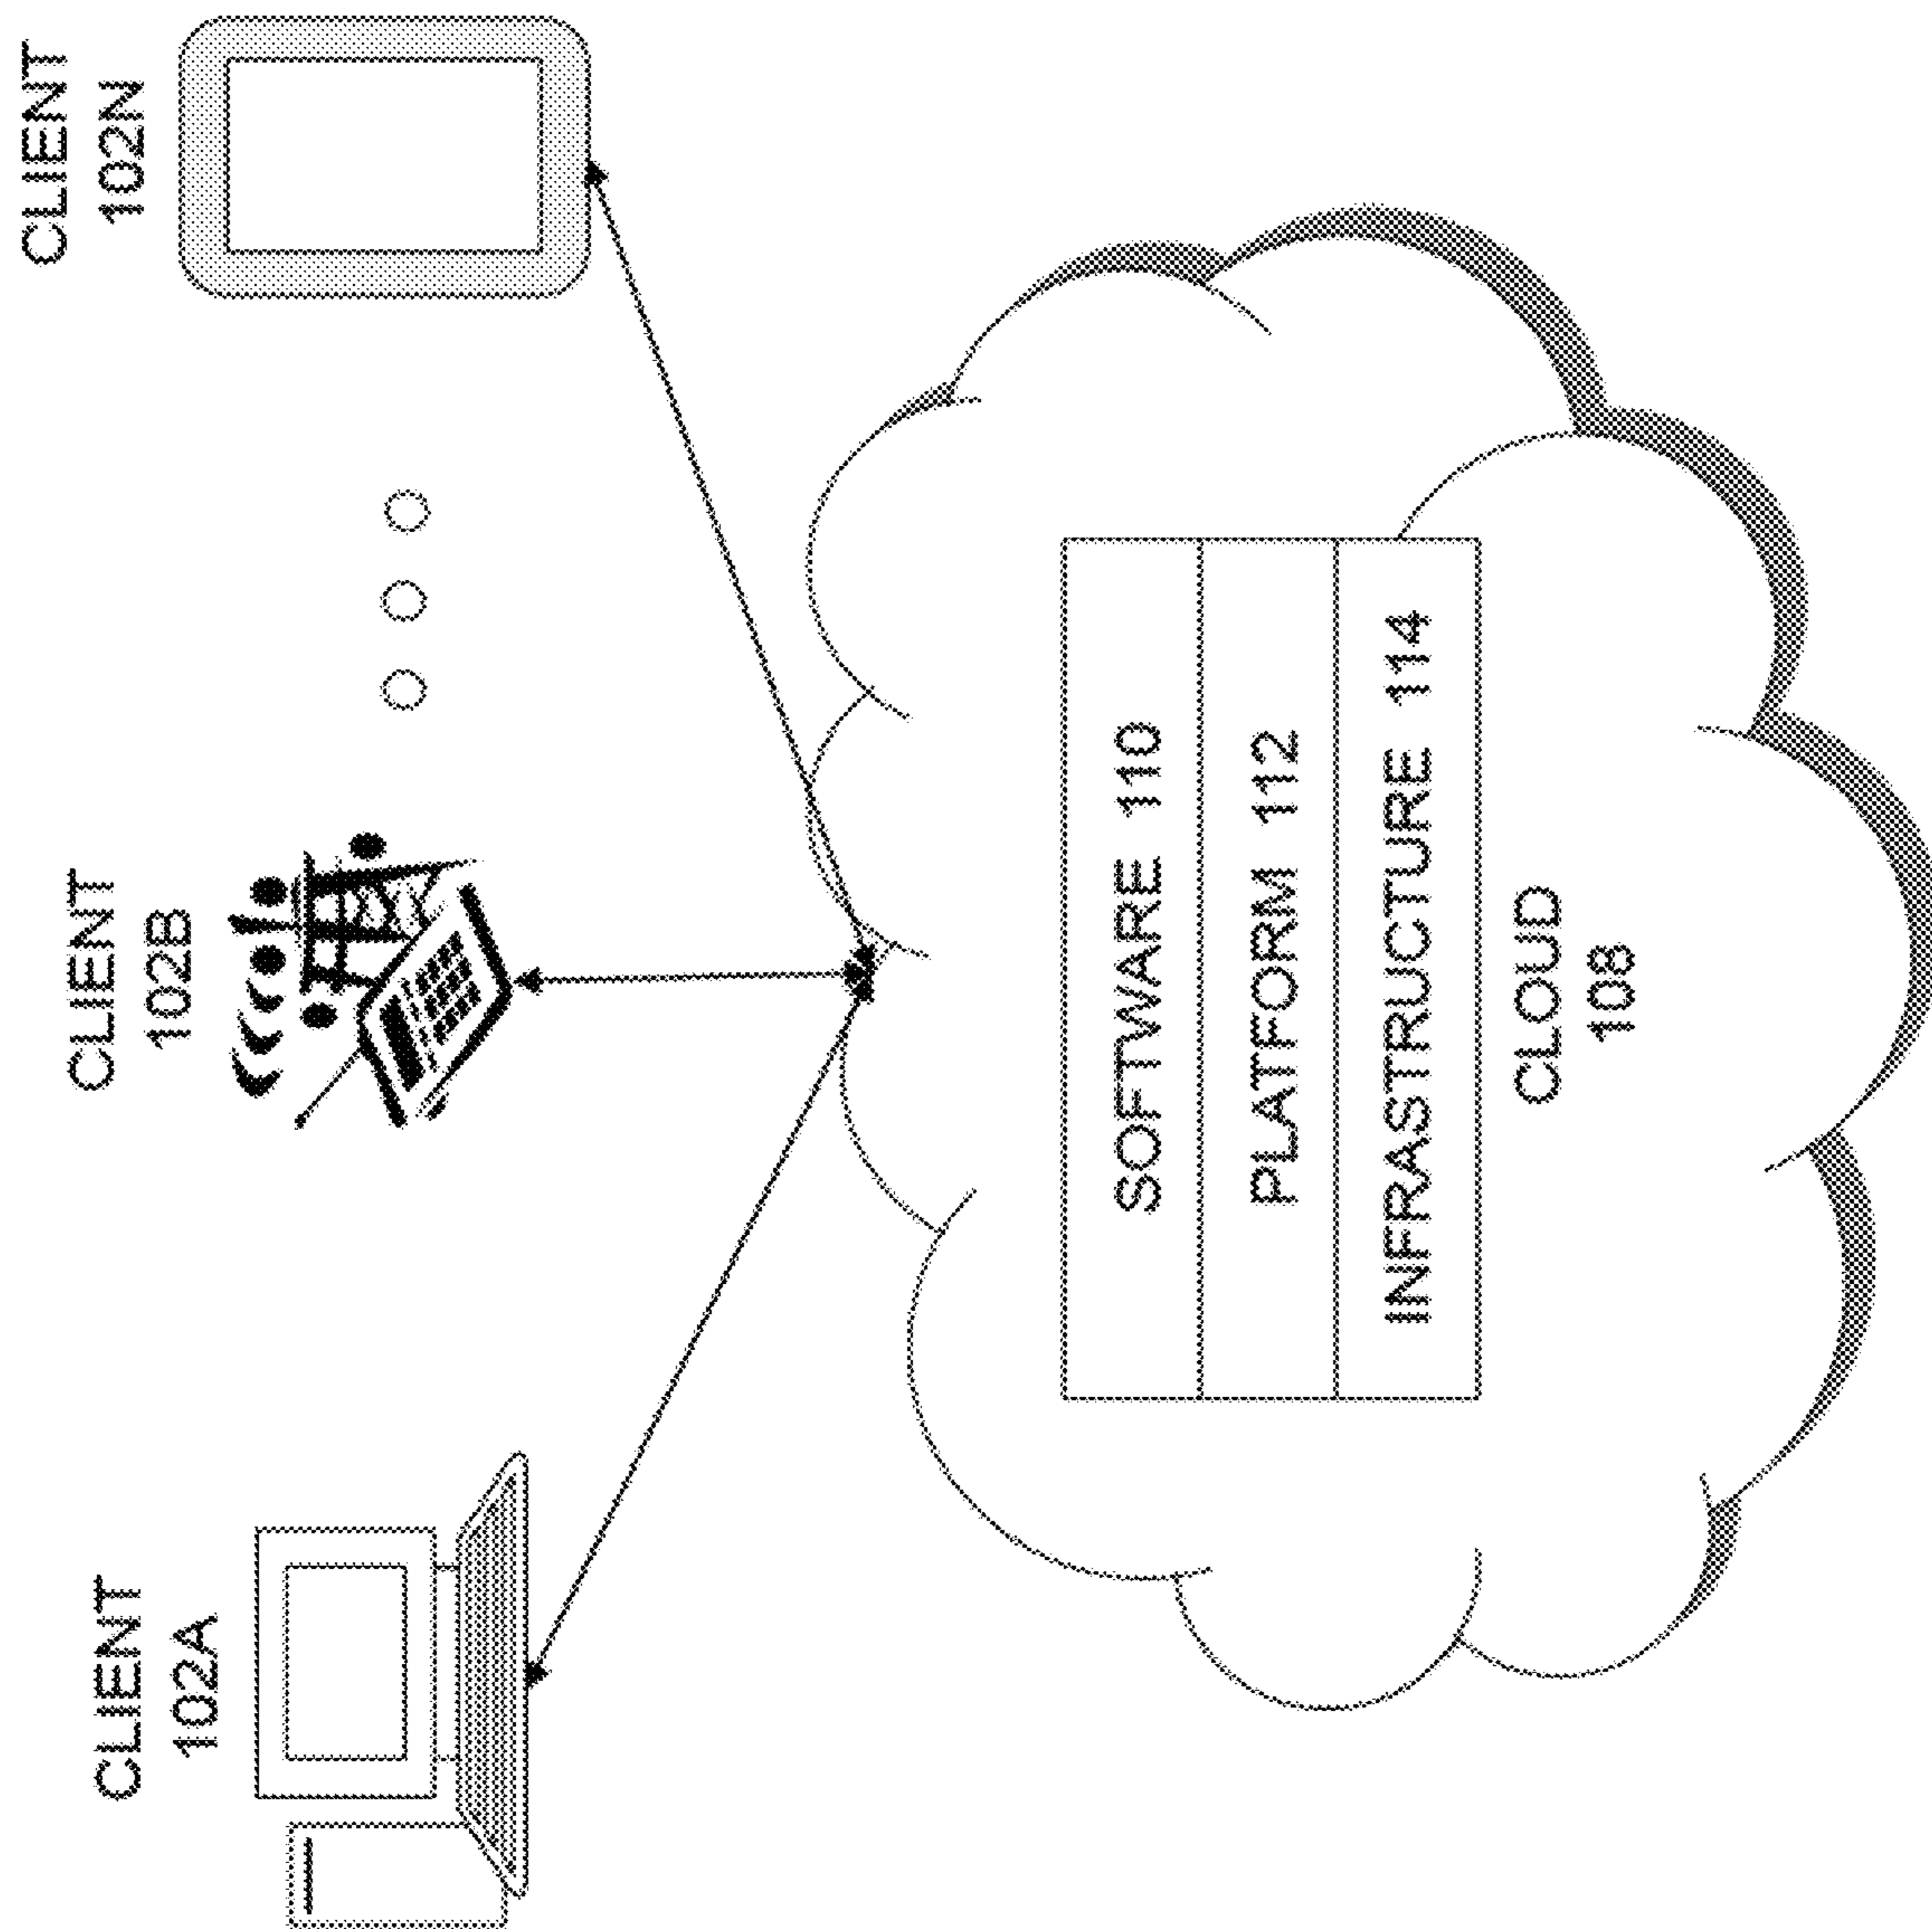 CLIENT
102A
CLIENT
102B
CLIENT
102N
SOFTWARE 110
PLATFORM 112
INFRASTRUCTURE 114
CLOUD
108